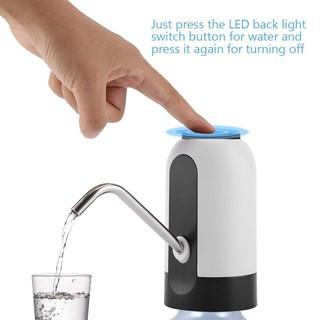 Just press the LED back light
switch button for water and
press it again for turning off